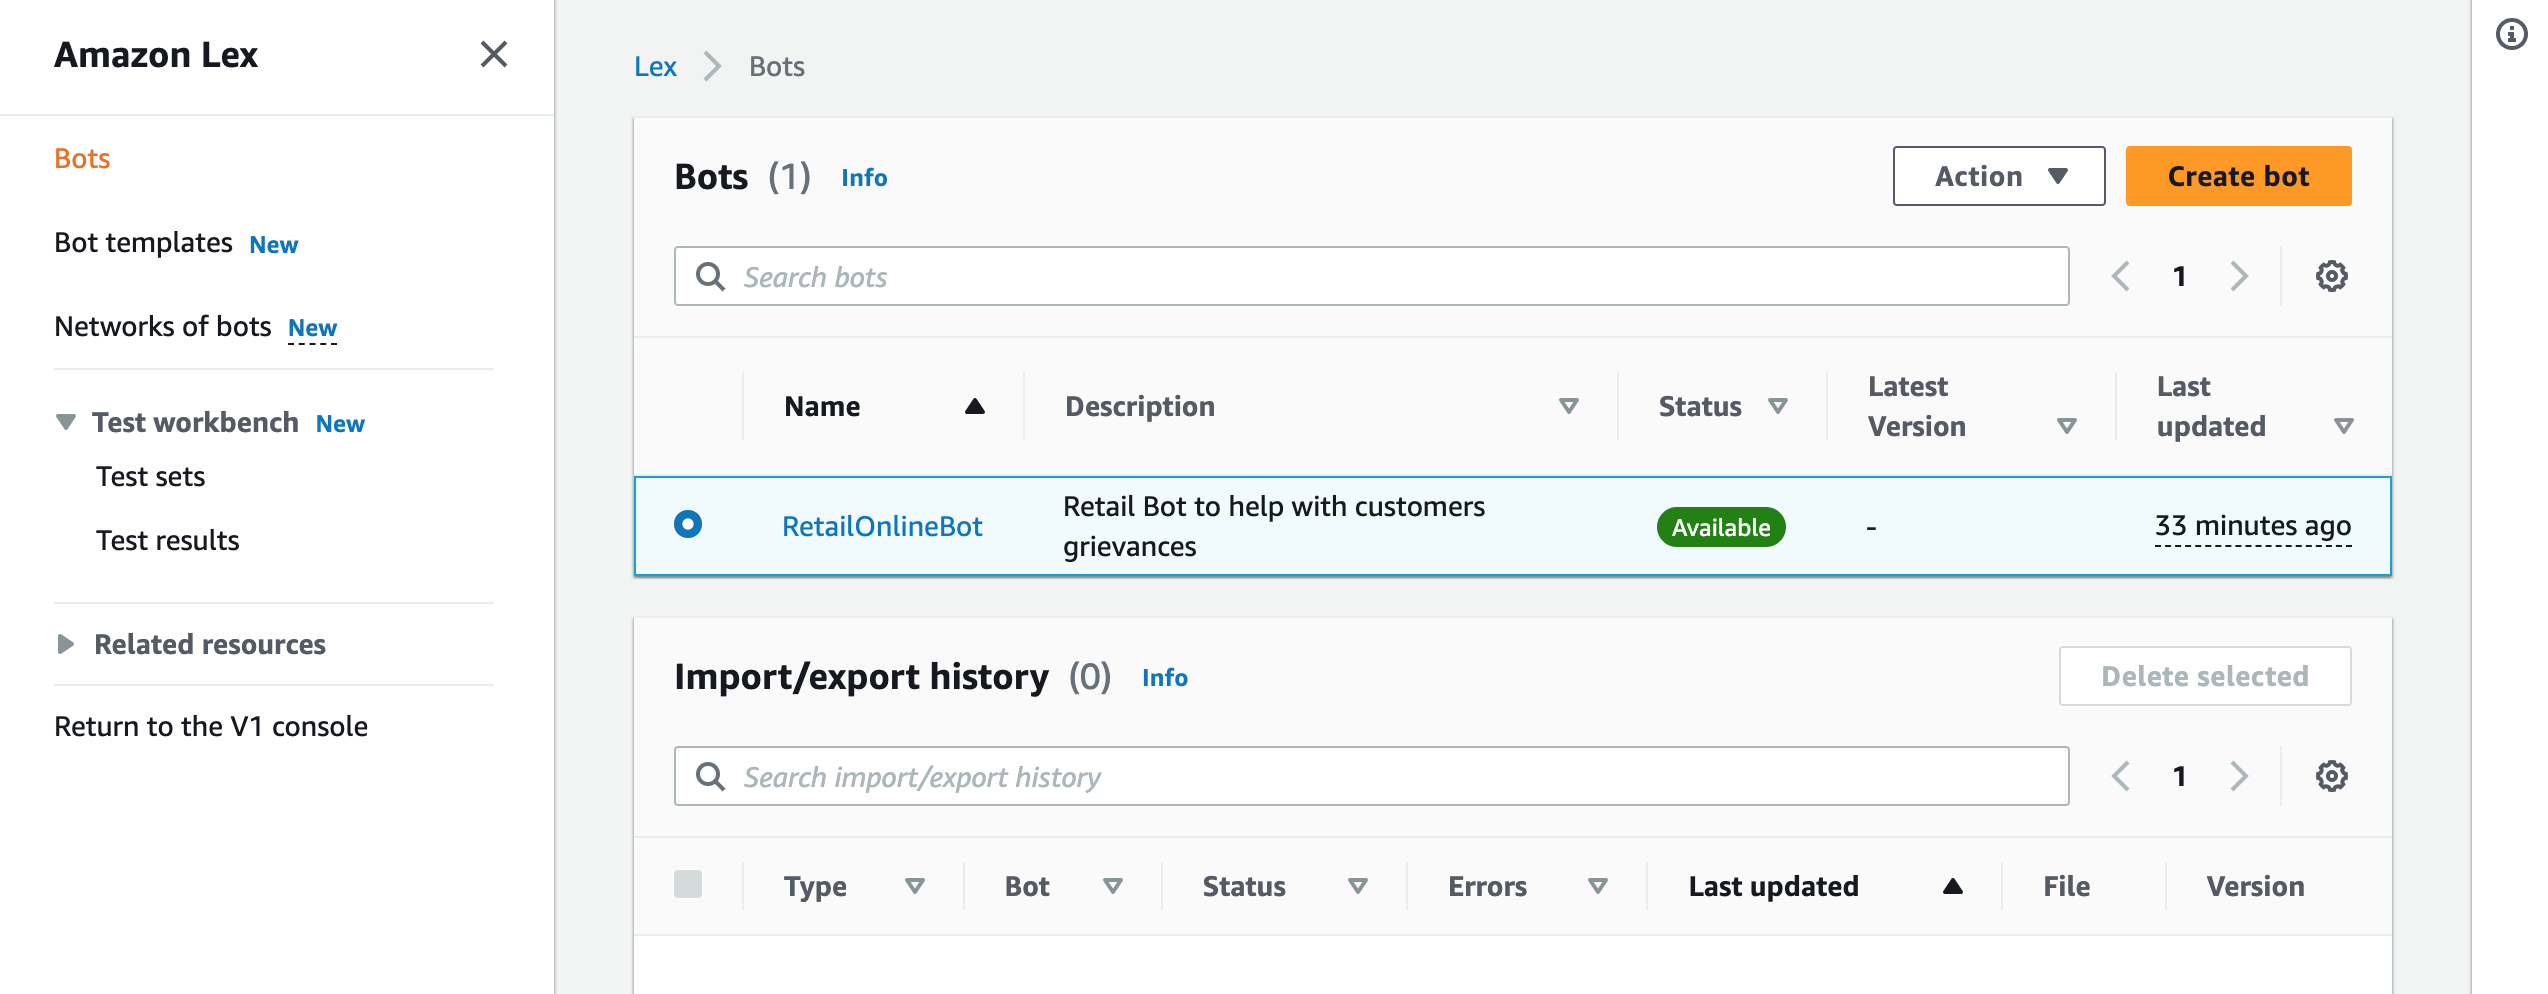 Amazon Lex
Bots
Bot templates New
Networks of bots New
Test workbench New
Test sets
Test results
Related resources
Return to the V1 console
Lex Bots
Bots (1) Info
Action
Create bot
Search bots
1
Name
Description
Status
Latest
Version
Last
updated
RetailOnlineBot
Retail Bot to help with customers
grievances
Available
-
33 minutes ago
Import/export history (0) Info
Delete selected
Search import/export history
1
Type
Bot
Status
Errors
Last updated
File
Version